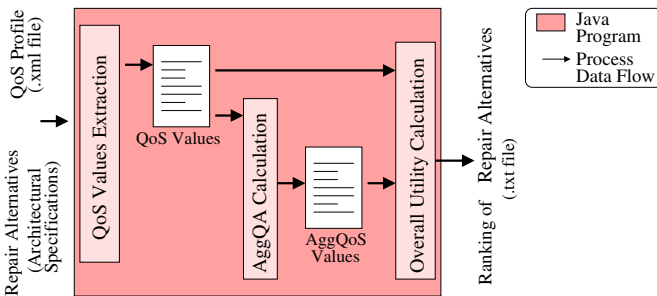 QoS Profile
(.xml file)
Repair Alternatives
(Architectural
Specifications)
QoS Values Extraction
QoS Values
AggQA Calculation
AggQoS
Values
Overall Utility Calculation
Ranking of Repair Alternatives
(.txt file)
Java
Program
Process
Data Flow